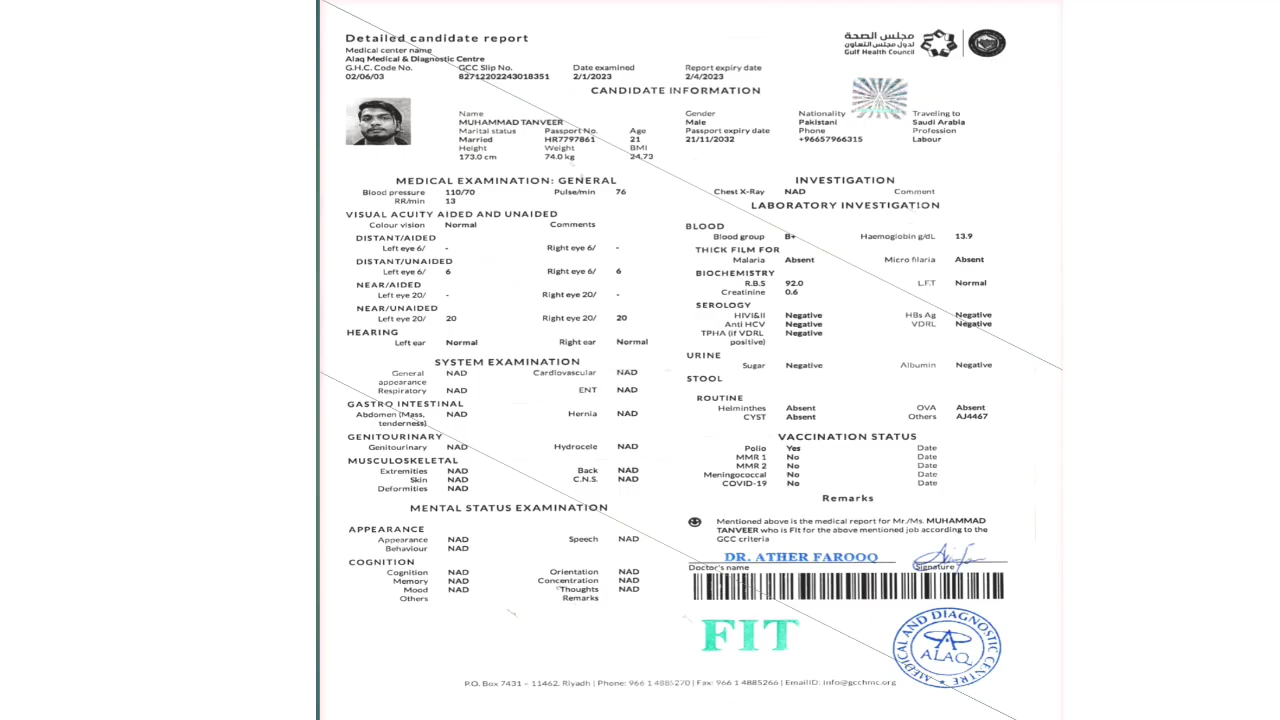 Detailed candidate report
مجلس الصحة
لدول مجلس التعاون
Gulf Health Council
Medical center name
Alaq Medical & Diagnostic Centre
G.H.C. Code No. GCC Slip No. Date examined Report expiry date
02/06/03 82712202243018351 2/1/2023 2/4/2023
CANDIDATE INFORMATION
Name Gender Nationality Traveling to
MUHAMMAD TANVEER Male Pakistani Saudi Arabia
Marital status Passport No. Age Passport expiry date Phone Profession
Married HR7797861 21 21/11/2032 +96657966315 Labour
Height Weight BMI
173.0 cm 74.0 kg 24.73
MEDICAL EXAMINATION: GENERAL
Blood pressure 110/70 Pulse/min 76
RR/min 13
VISUAL ACUITY AIDED AND UNAIDED
Colour vision Normal Comments
DISTANT/AIDED
Left eye 6/ - Right eye 6/ -
DISTANT/UNAIDED
Left eye 6/ 6 Right eye 6/ 6
NEAR/AIDED
Left eye 20/ - Right eye 20/ -
NEAR/UNAIDED
Left eye 20/ 20 Right eye 20/ 20
HEARING
Left ear Normal Right ear Normal
SYSTEM EXAMINATION
General appearance NAD Cardiovascular NAD
Respiratory NAD ENT NAD
GASTRO INTESTINAL
Abdomen (Mass, tenderness) NAD Hernia NAD
GENITOURINARY
Genitourinary NAD Hydrocele NAD
MUSCULOSKELETAL
Extremities NAD Back NAD
Skin NAD C.N.S. NAD
Deformities NAD
MENTAL STATUS EXAMINATION
APPEARANCE
Appearance NAD Speech NAD
Behaviour NAD
COGNITION
Cognition NAD Orientation NAD
Memory NAD Concentration NAD
Mood NAD Thoughts NAD
Others Remarks
INVESTIGATION
Chest X-Ray NAD Comment
LABORATORY INVESTIGATION
BLOOD
Blood group B+ Haemoglobin g/dL 13.9
THICK FILM FOR
Malaria Absent Micro filaria Absent
BIOCHEMISTRY
R.B.S 92.0 L.F.T Normal
Creatinine 0.6
SEROLOGY
HIVI&II Negative HBs Ag Negative
Anti HCV Negative VDRL Negative
TPHA (if VDRL positive) Negative
URINE
Sugar Negative Albumin Negative
STOOL
ROUTINE
Helminthes Absent OVA Absent
CYST Absent Others AJ4467
VACCINATION STATUS
Polio Yes Date
MMR 1 No Date
MMR 2 No Date
Meningococcal No Date
COVID-19 No Date
Remarks
Mentioned above is the medical report for Mr./Ms. MUHAMMAD
TANVEER who is Fit for the above mentioned job according to the
GCC criteria
DR. ATHER FAROOQ
Doctor's name Signature
FIT
MEDICAL AND DIAGNOSTIC CENTRE
ALAQ
P.O. Box 7431 – 11462, Riyadh | Phone: 966 1 4885270 | Fax: 966 1 4885266 | EmailID: info@gcchmc.org